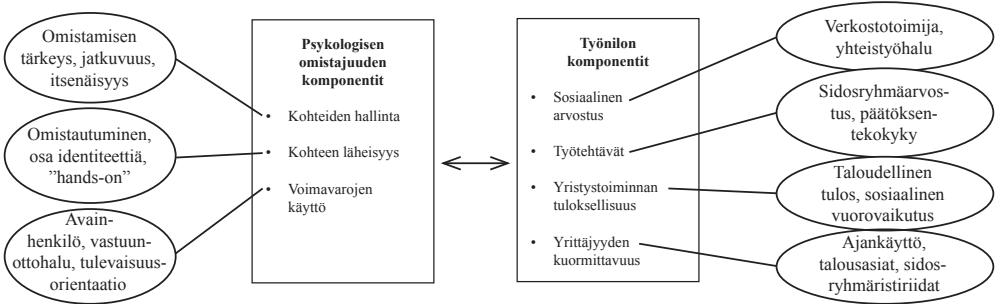 Omistamisen
tärkeys, jatkuvuus,
itsenäisyys
Omistautuminen,
osa identiteettiä,
”hands-on”
Avain-
henkilö, vastuun-
ottohalu, tulevaisuus-
orientaatio
Psykologisen
omistajuuden
komponentit
• Kohteiden hallinta
• Kohteen läheisyys
• Voimavarojen
käyttö
Työnilon
komponentit
• Sosiaalinen
arvostus
• Työtehtävät
• Yristystoiminnan
tuloksellisuus
• Yrittäjyyden
kuormittavuus
Verkostotoimija,
yhteistyöhalu
Sidosryhmäarvos-
tus, päätöksen-
tekokyky
Taloudellinen
tulos, sosiaalinen
vuorovaikutus
Ajankäyttö,
talousasiat, sidos-
ryhmäristiriidat